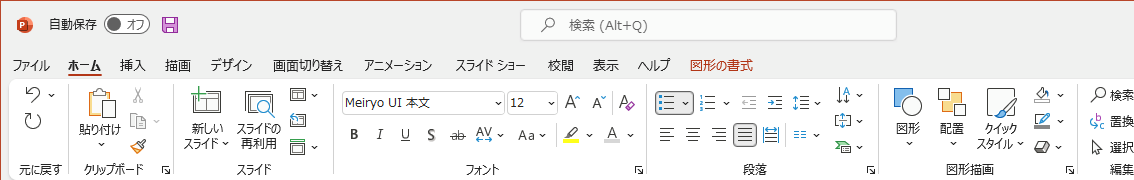 自動保存 オフ 検索 (Alt+Q)
ファイル ホーム 挿入 描画 デザイン 画面切り替え アニメーション スライド ショー 校閲 表示 ヘルプ 図形の書式
元に戻す
貼り付け
クリップボード
新しい
スライド
スライドの
再利用
スライド
Meiryo UI 本文 12 A A A
B I U S ab AV Aa A
フォント
段落
図形
配置
クイック
スタイル
図形描画
検索
置換
選択
編集